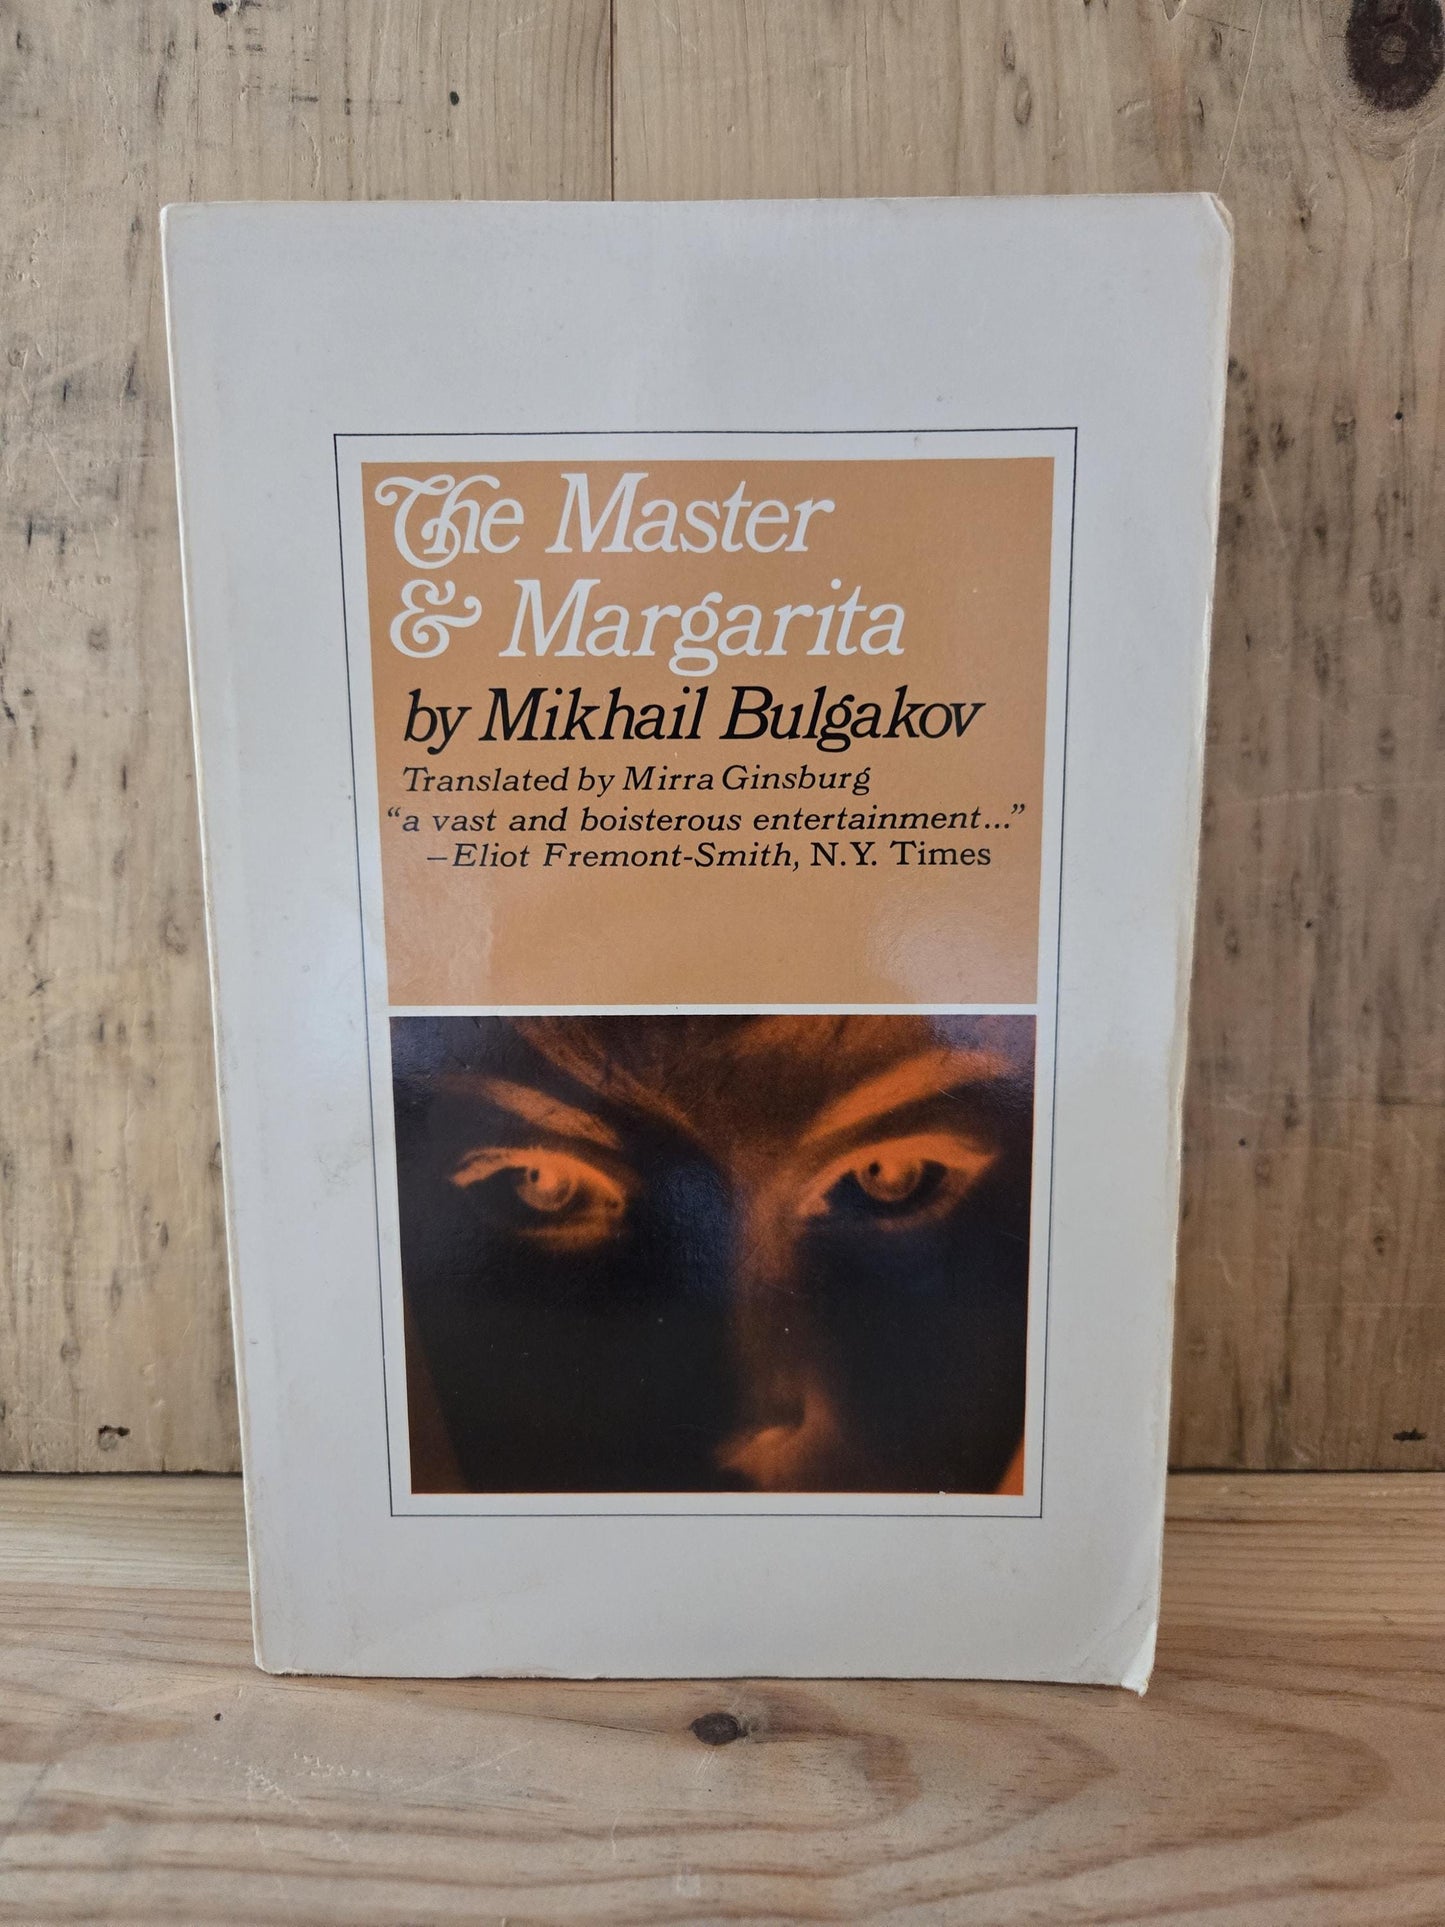 The Master
& Margarita
by Mikhail Bulgakov
Translated by Mirra Ginsburg
“a vast and boisterous entertainment...”
—Eliot Fremont-Smith, N.Y. Times